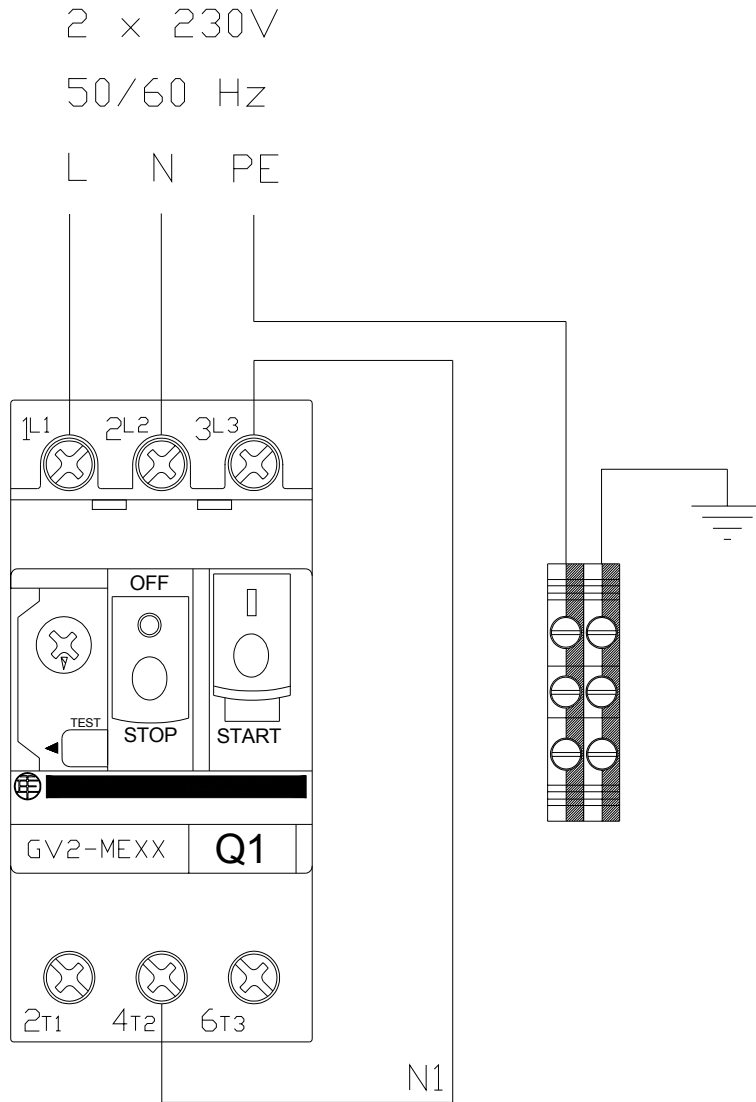 2 x 230V
50/60 Hz
L N PE
1L1 2L2 3L3
OFF
TEST
STOP START
GV2-MEXX Q1
2T1 4T2 6T3
N1